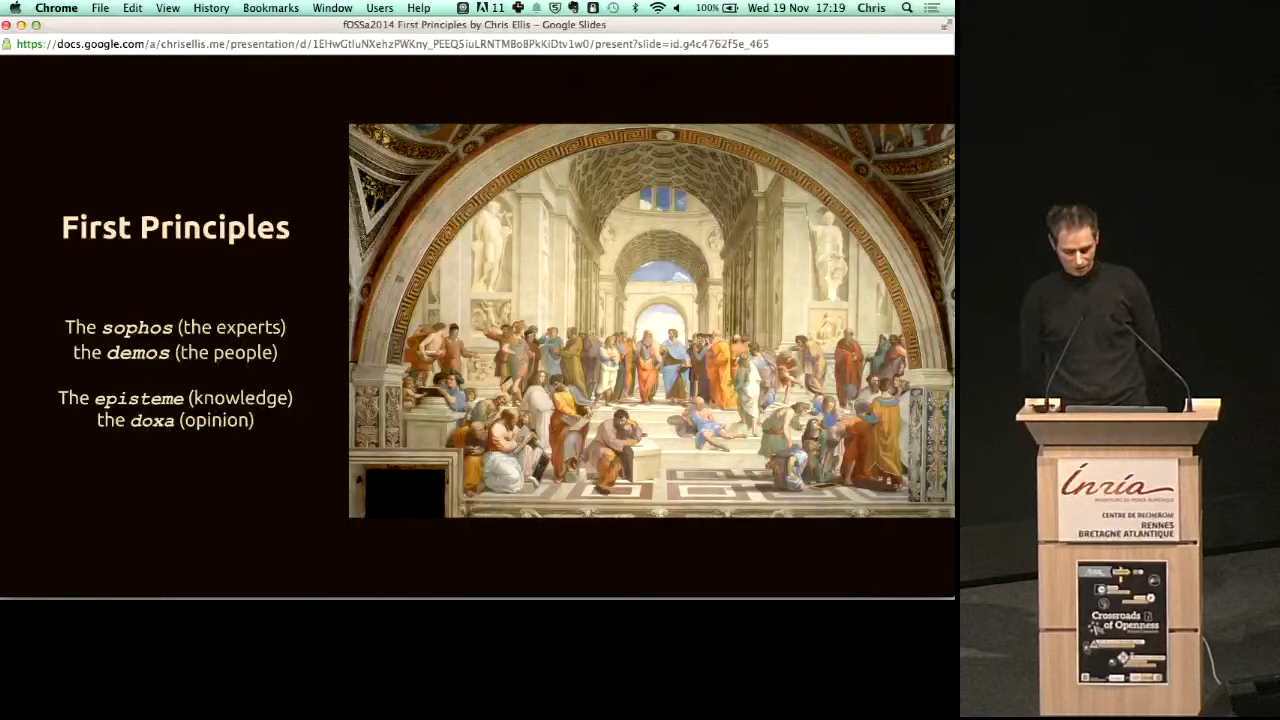 Chrome File Edit View History Bookmarks Window Users Help 11 100% Wed 19 Nov 17:19 Chris
fOSSa2014 First Principles by Chris Ellis – Google Slides
https://docs.google.com/a/chrisellis.me/presentation/d/1EHwGtluNXehzPWKny_PEEQ5iuLRNTMBoBPkKiDtv1w0/present?slide=id.g4c4762f5e_465
First Principles
The sophos (the experts)
the demos (the people)
The episteme (knowledge)
the doxa (opinion)
Inria
CENTRE DE RECHERCHE
RENNES
BRETAGNE ATLANTIQUE
Crossroads
of Openness